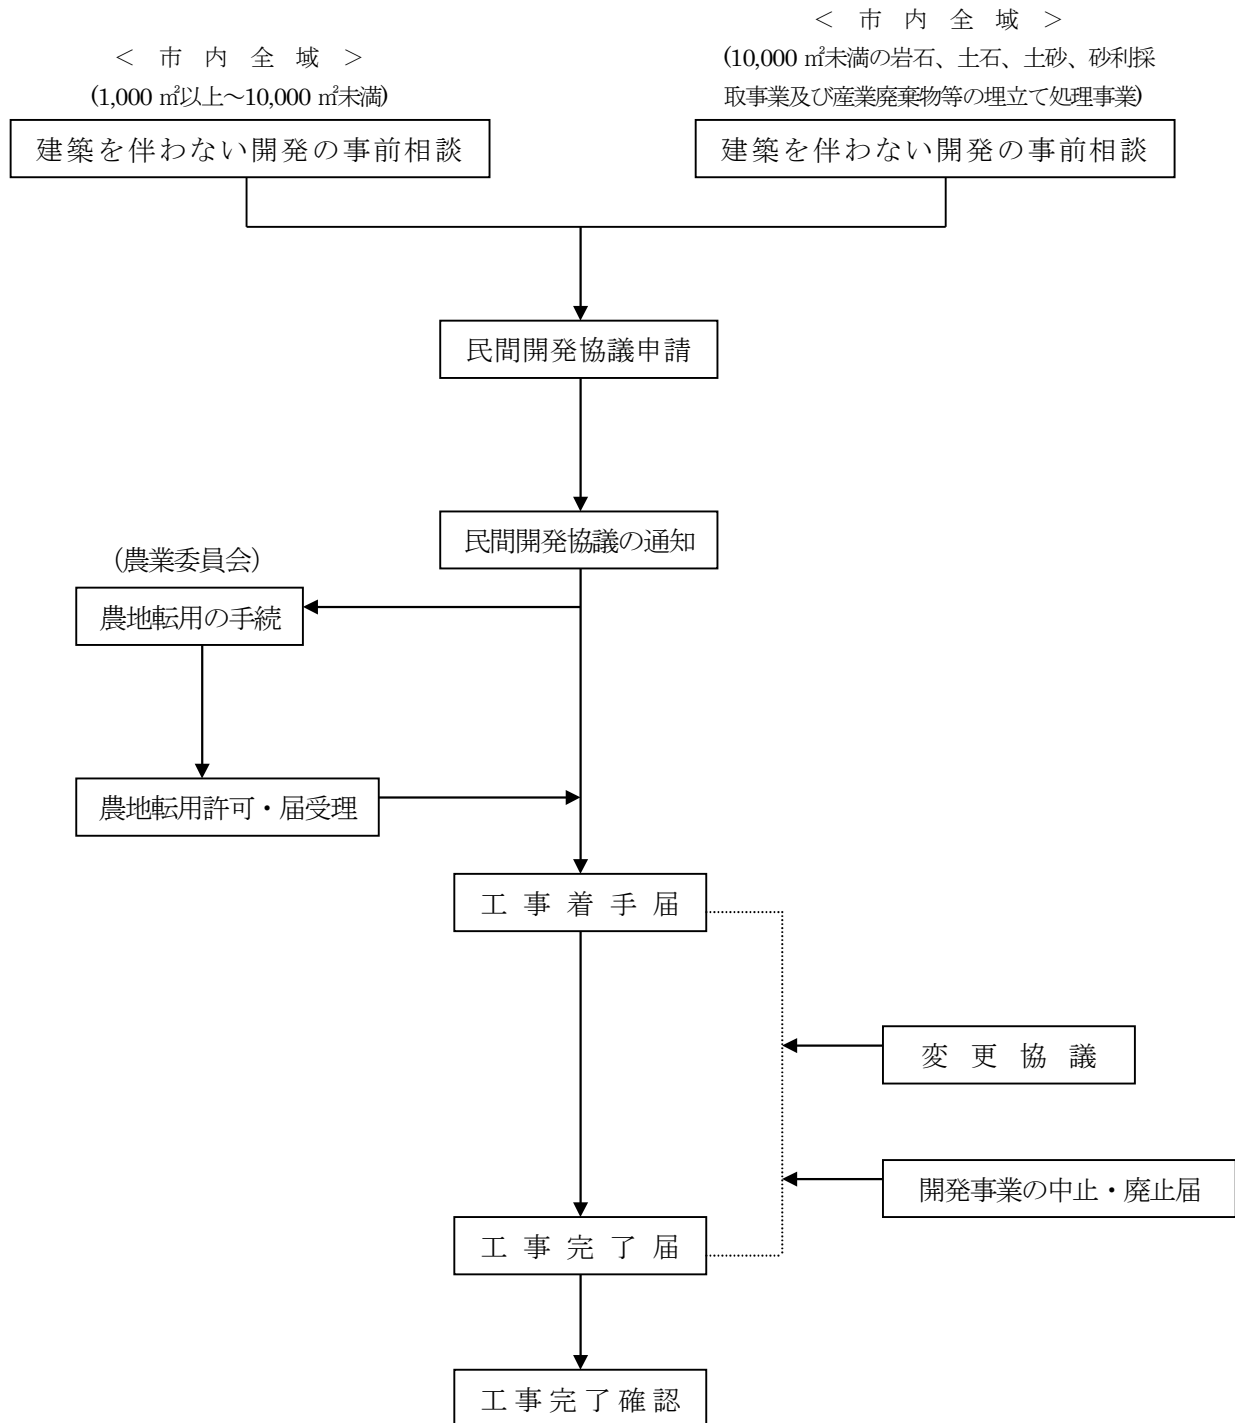 ＜ 市 内 全 域 ＞
(1,000 ㎡以上～10,000 ㎡未満)
建築を伴わない開発の事前相談
＜ 市 内 全 域 ＞
(10,000 ㎡未満の岩石、土石、土砂、砂利採
取事業及び産業廃棄物等の埋立て処理事業)
建築を伴わない開発の事前相談
民間開発協議申請
民間開発協議の通知
（農業委員会）
農地転用の手続
農地転用許可・届受理
工 事 着 手 届
変 更 協 議
開発事業の中止・廃止届
工 事 完 了 届
工事完了確認